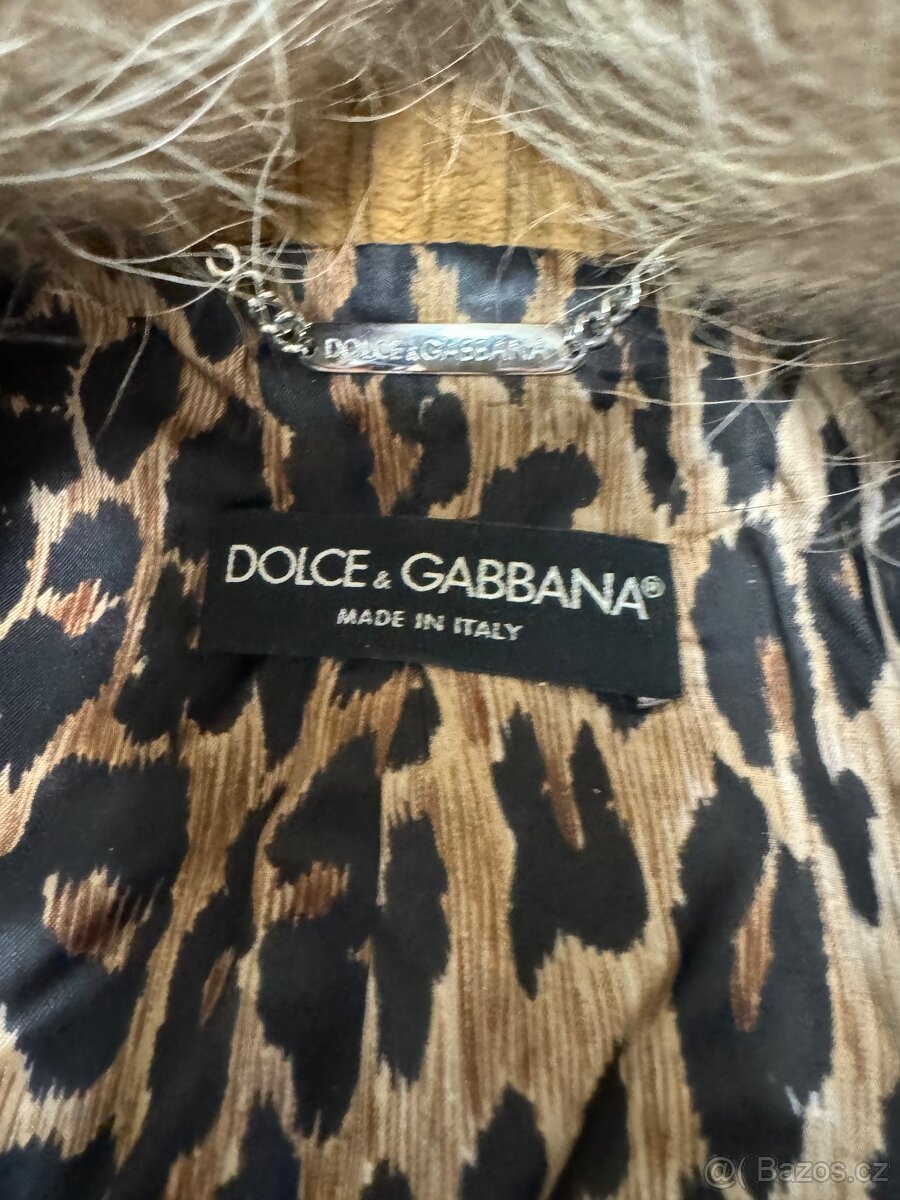 DOLCE&GABBANA
DOLCE & GABBANA®
MADE IN ITALY
@( Bazos.cz